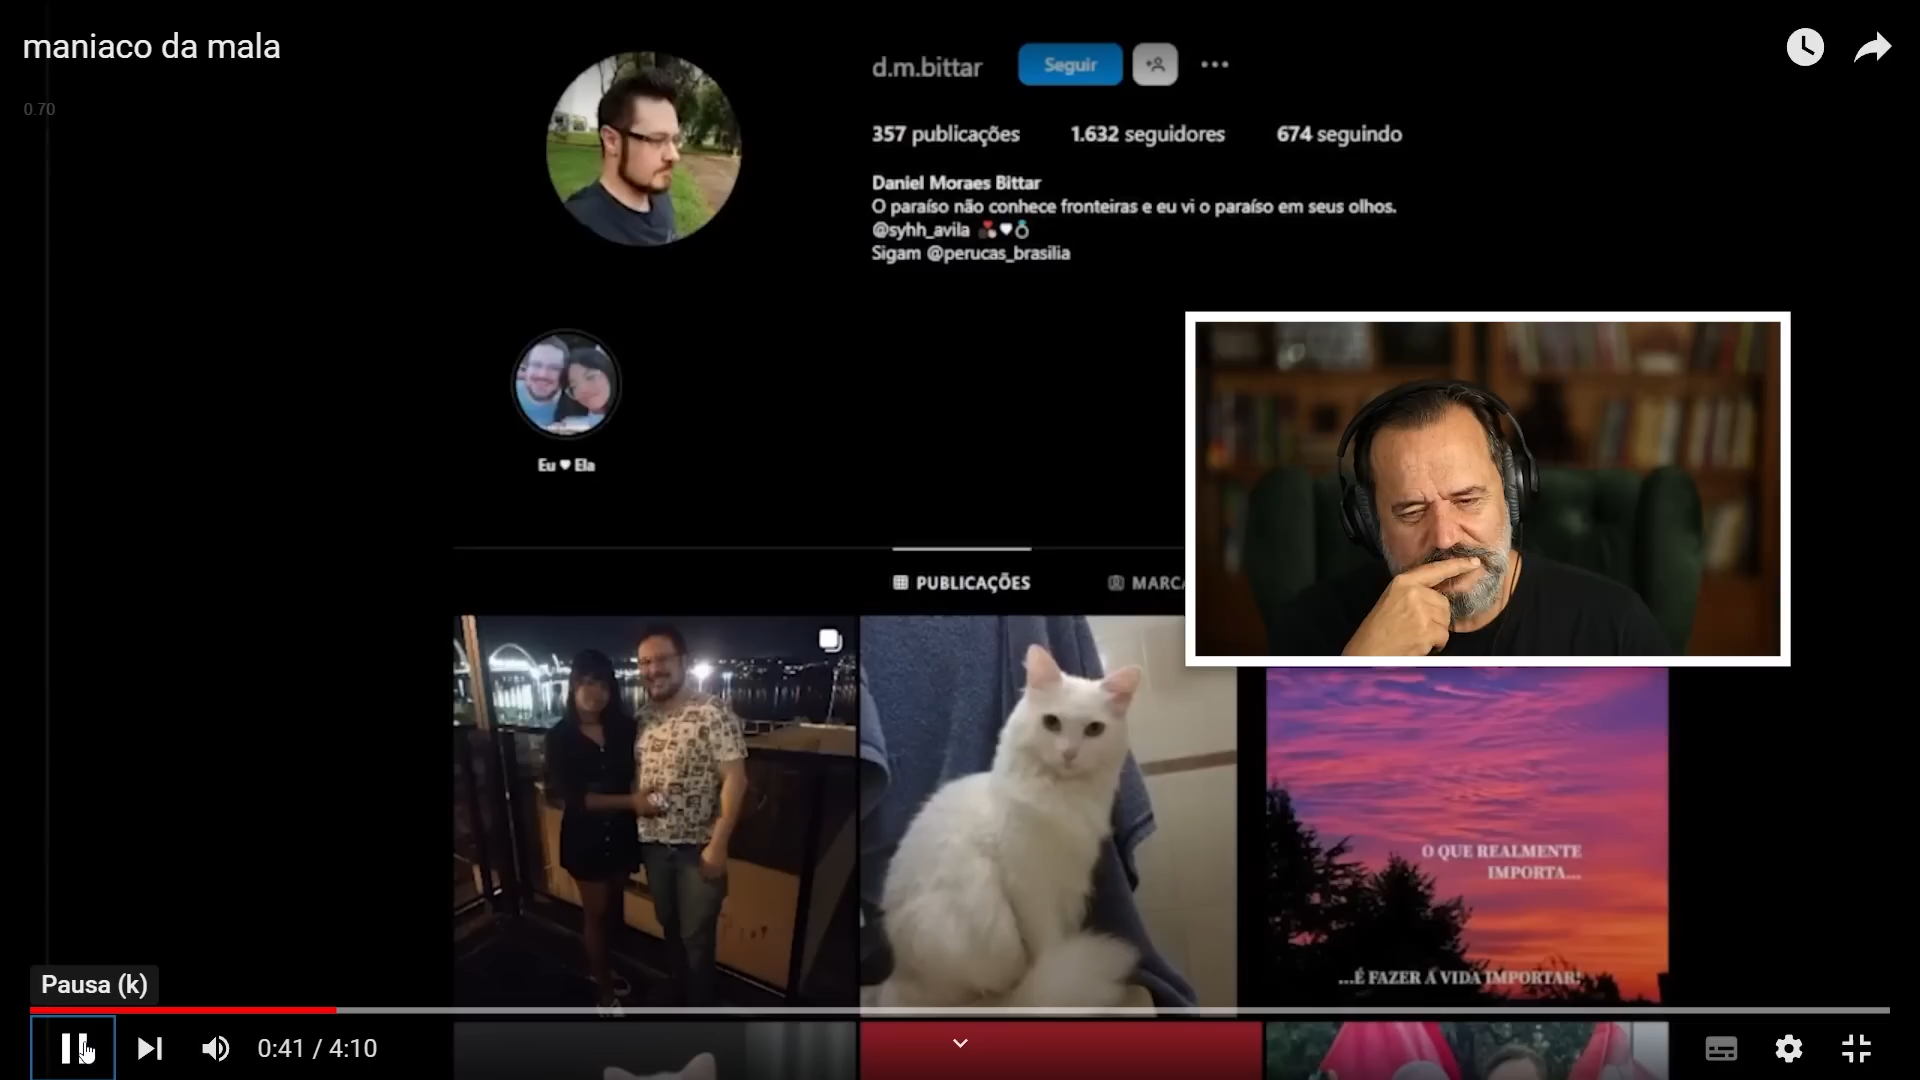 maniaco da mala
0.70
d.m.bittar
Seguir
357 publicações 1.632 seguidores 674 seguindo
Daniel Moraes Bittar
O paraíso não conhece fronteiras e eu vi o paraíso em seus olhos.
@syhh_avila
Sigam @perucas_brasilia
Eu ♥ Ela
PUBLICAÇÕES MARCA
O QUE REALMENTE
IMPORTA...
...É FAZER A VIDA IMPORTAR!
Pausa (k)
0:41 / 4:10